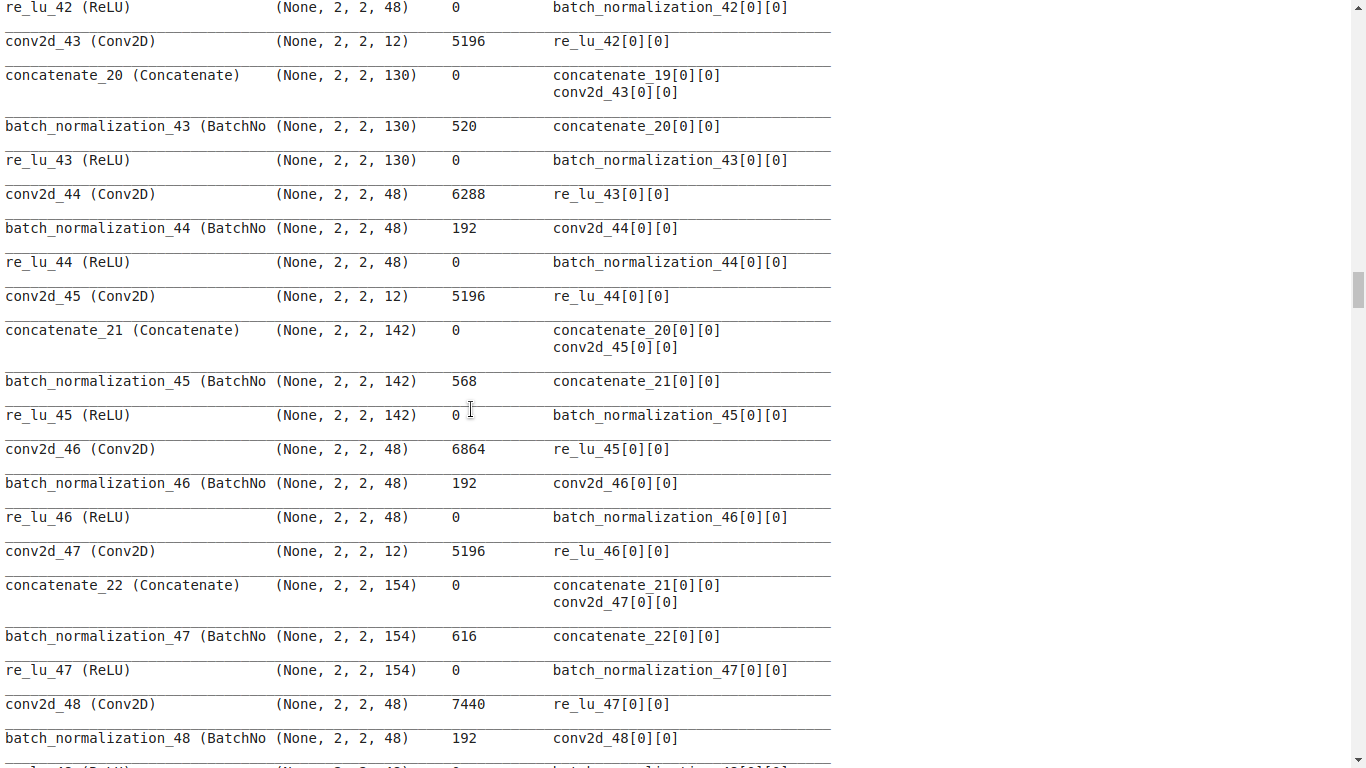 re_lu_42 (ReLU) (None, 2, 2, 48) 0 batch_normalization_42[0][0]
conv2d_43 (Conv2D) (None, 2, 2, 12) 5196 re_lu_42[0][0]
concatenate_20 (Concatenate) (None, 2, 2, 130) 0 concatenate_19[0][0]
conv2d_43[0][0]
batch_normalization_43 (BatchNo (None, 2, 2, 130) 520 concatenate_20[0][0]
re_lu_43 (ReLU) (None, 2, 2, 130) 0 batch_normalization_43[0][0]
conv2d_44 (Conv2D) (None, 2, 2, 48) 6288 re_lu_43[0][0]
batch_normalization_44 (BatchNo (None, 2, 2, 48) 192 conv2d_44[0][0]
re_lu_44 (ReLU) (None, 2, 2, 48) 0 batch_normalization_44[0][0]
conv2d_45 (Conv2D) (None, 2, 2, 12) 5196 re_lu_44[0][0]
concatenate_21 (Concatenate) (None, 2, 2, 142) 0 concatenate_20[0][0]
conv2d_45[0][0]
batch_normalization_45 (BatchNo (None, 2, 2, 142) 568 concatenate_21[0][0]
re_lu_45 (ReLU) (None, 2, 2, 142) 0 batch_normalization_45[0][0]
conv2d_46 (Conv2D) (None, 2, 2, 48) 6864 re_lu_45[0][0]
batch_normalization_46 (BatchNo (None, 2, 2, 48) 192 conv2d_46[0][0]
re_lu_46 (ReLU) (None, 2, 2, 48) 0 batch_normalization_46[0][0]
conv2d_47 (Conv2D) (None, 2, 2, 12) 5196 re_lu_46[0][0]
concatenate_22 (Concatenate) (None, 2, 2, 154) 0 concatenate_21[0][0]
conv2d_47[0][0]
batch_normalization_47 (BatchNo (None, 2, 2, 154) 616 concatenate_22[0][0]
re_lu_47 (ReLU) (None, 2, 2, 154) 0 batch_normalization_47[0][0]
conv2d_48 (Conv2D) (None, 2, 2, 48) 7440 re_lu_47[0][0]
batch_normalization_48 (BatchNo (None, 2, 2, 48) 192 conv2d_48[0][0]